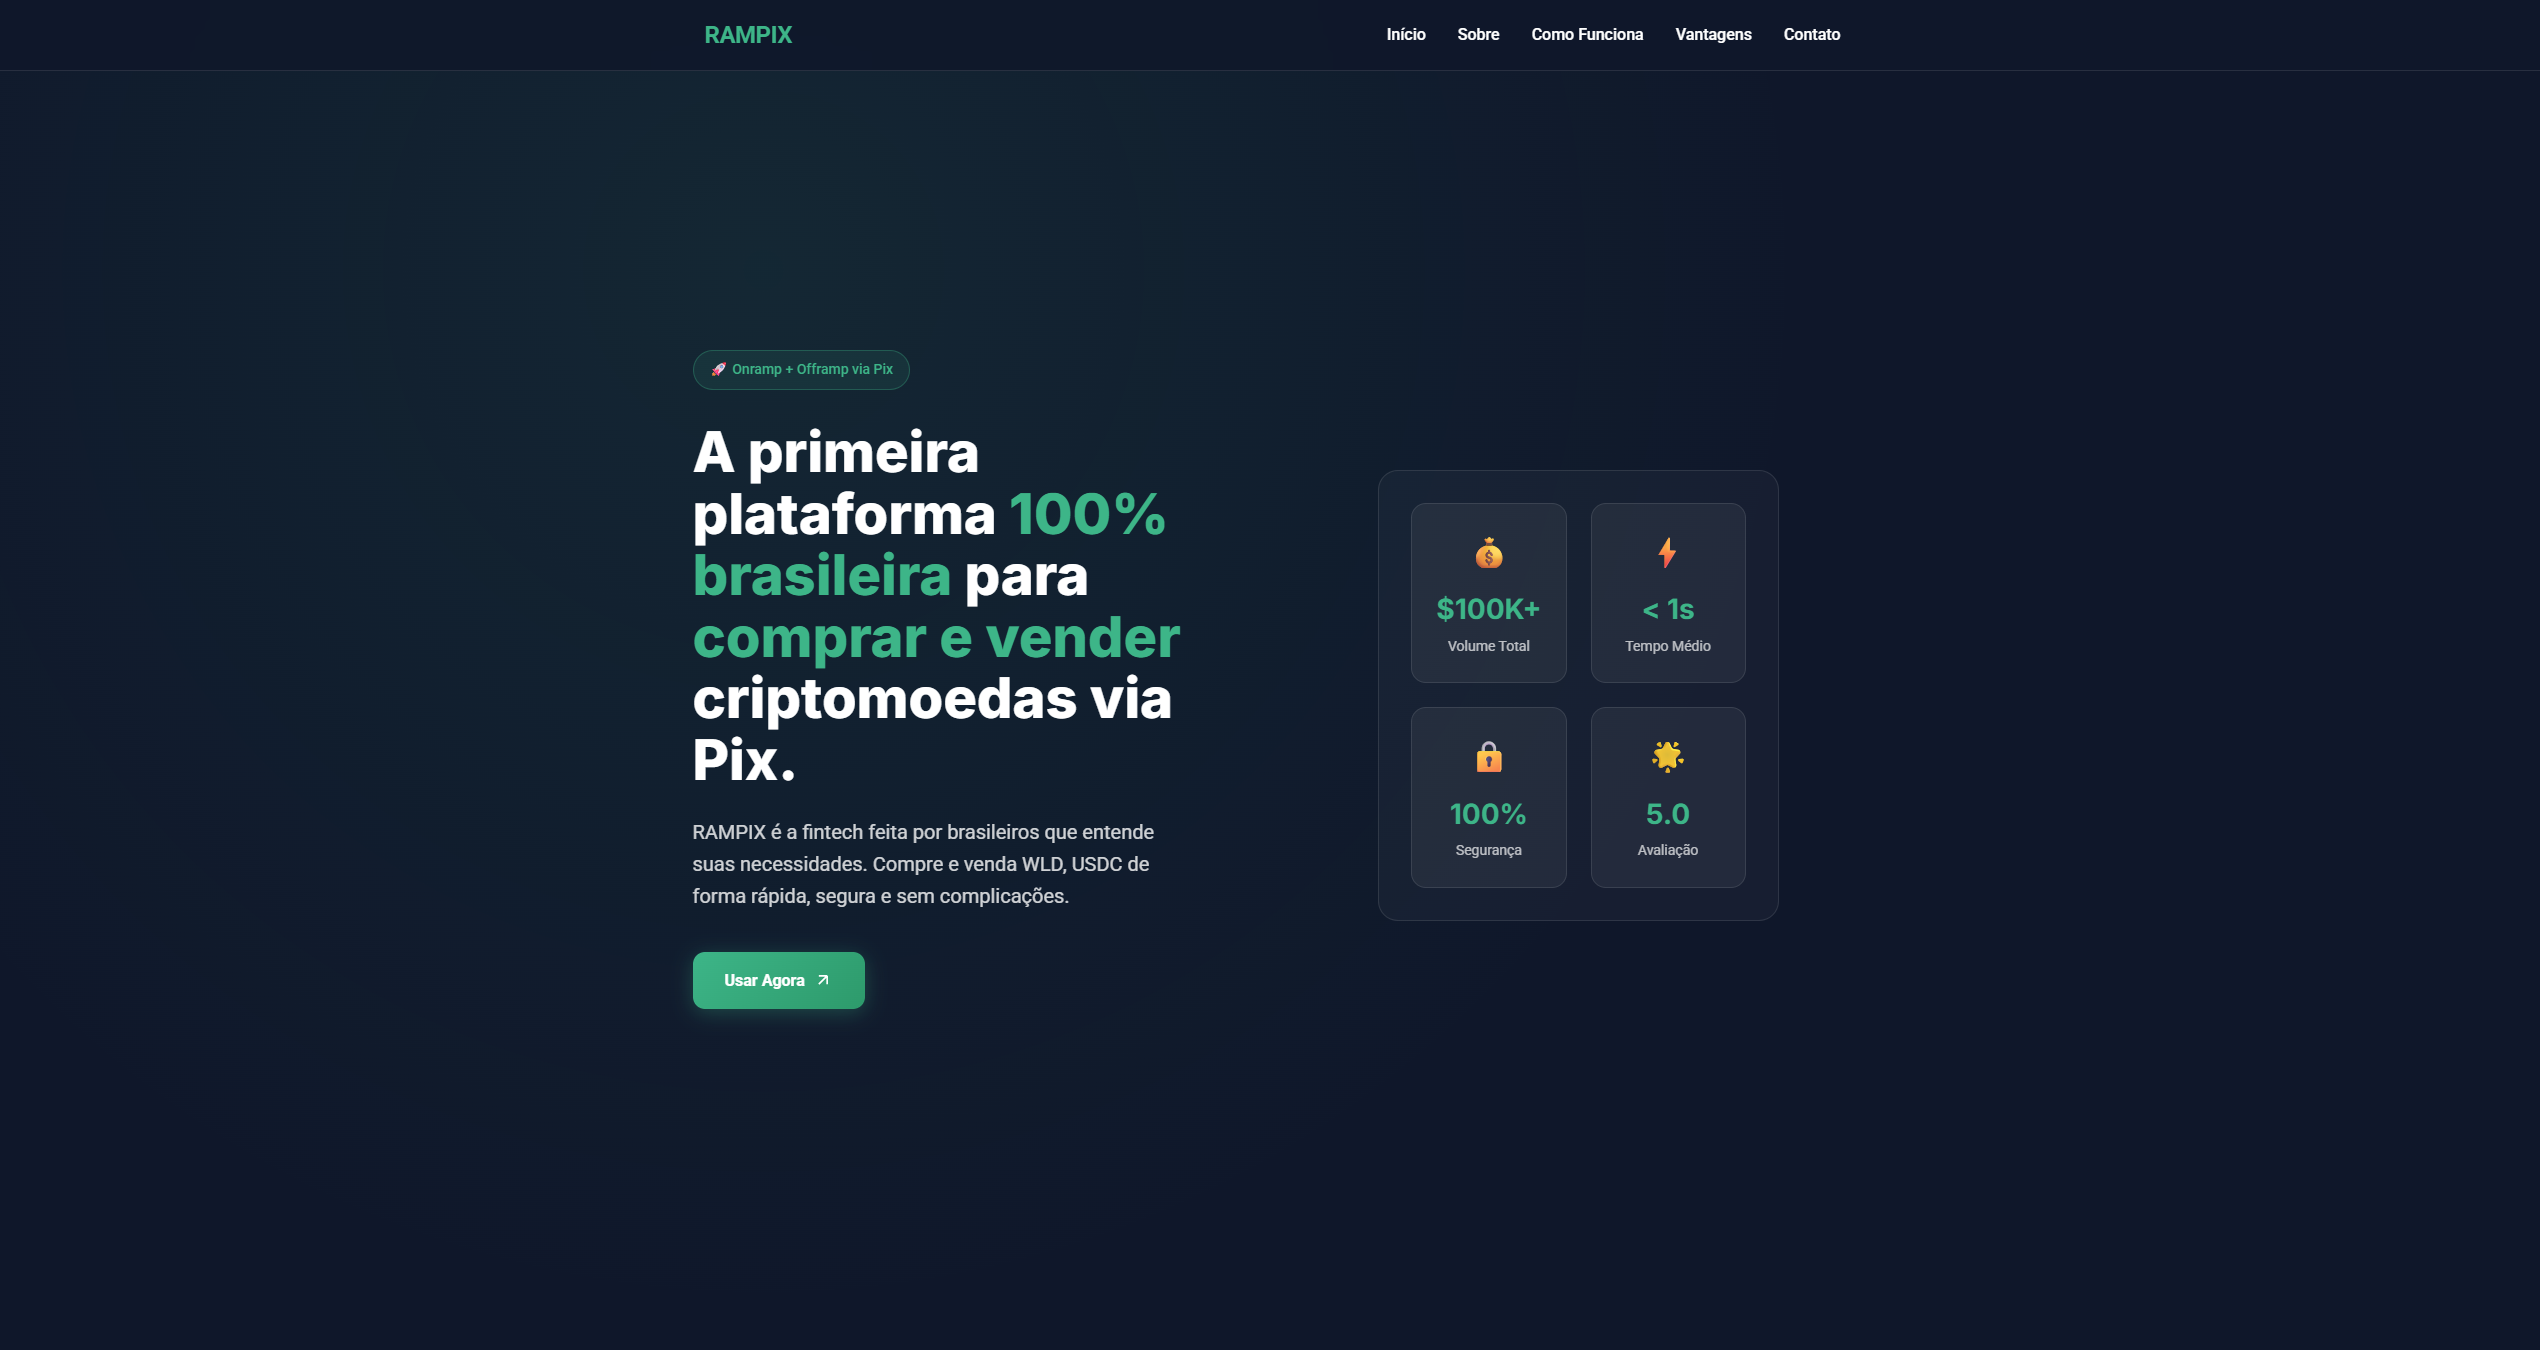 RAMPIX
Início Sobre Como Funciona Vantagens Contato
🚀 Onramp + Offramp via Pix
A primeira
plataforma 100%
brasileira para
comprar e vender
criptomoedas via
Pix.
RAMPIX é a fintech feita por brasileiros que entende
suas necessidades. Compre e venda WLD, USDC de
forma rápida, segura e sem complicações.
Usar Agora
$100K+
Volume Total
< 1s
Tempo Médio
100%
Segurança
5.0
Avaliação